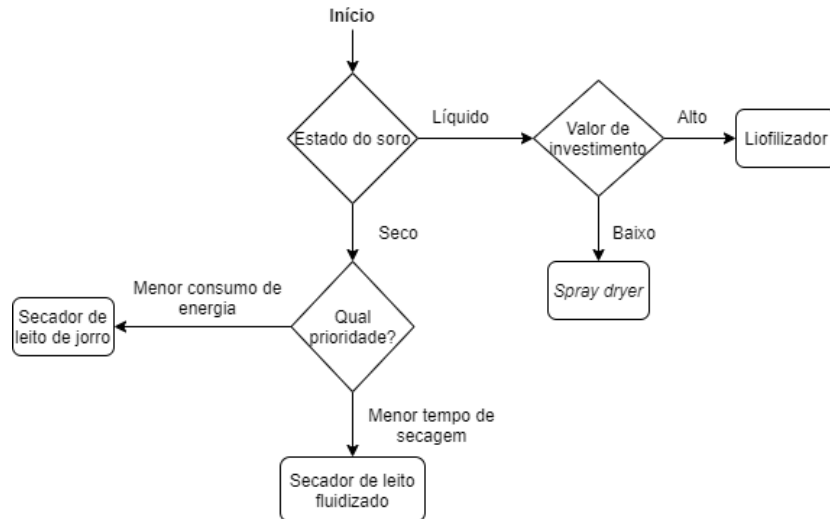 Início
Estado do soro
Líquido
Valor de
investimento
Alto
Liofilizador
Baixo
Spray dryer
Seco
Qual
prioridade?
Menor consumo de
energia
Secador de
leito de jorro
Menor tempo de
secagem
Secador de leito
fluidizado